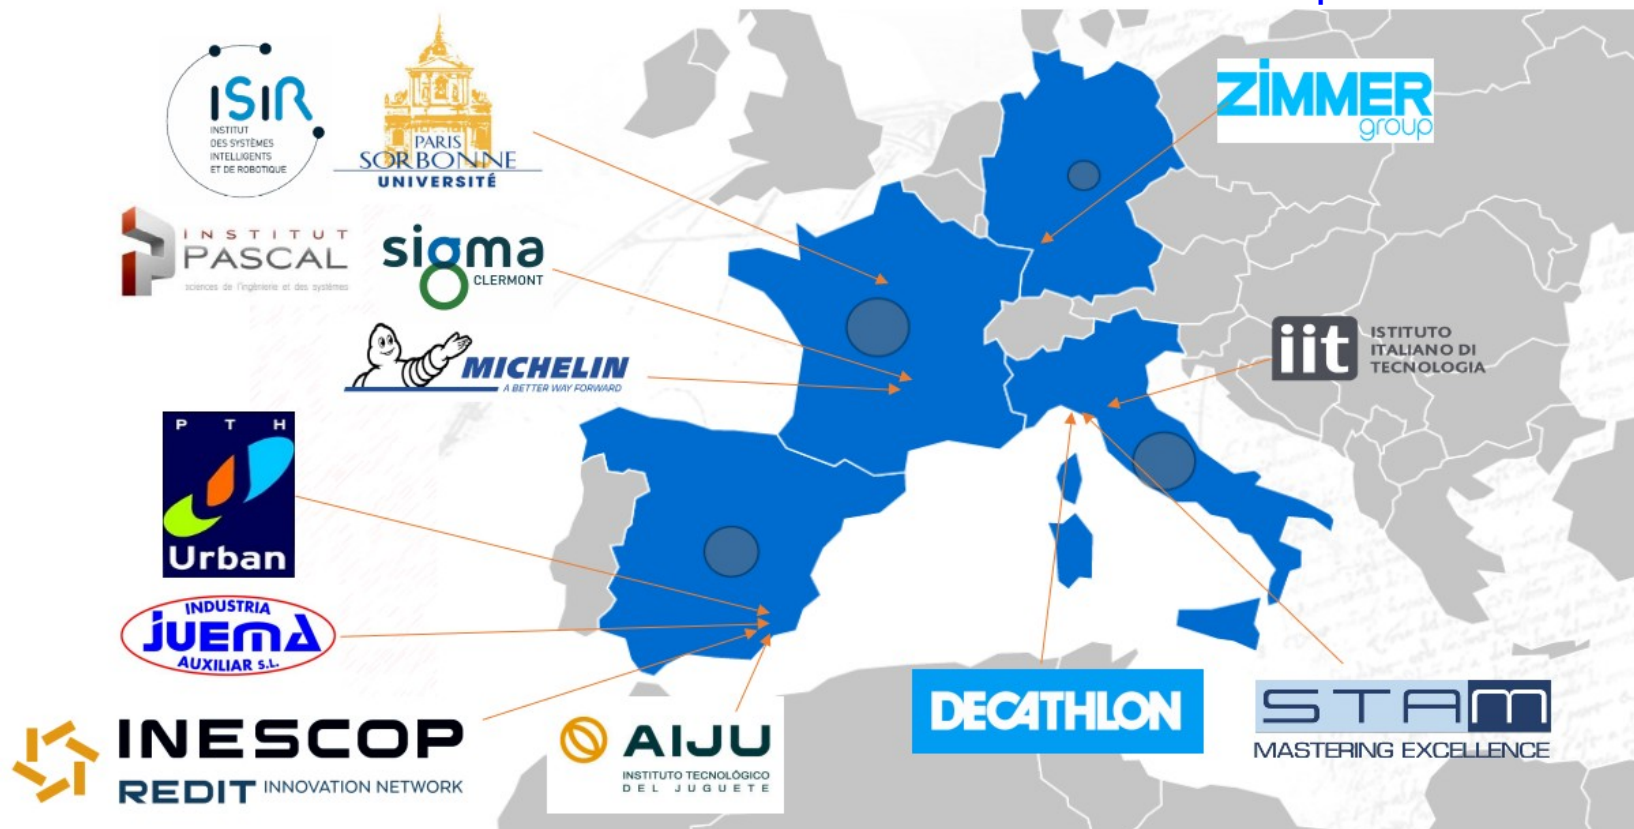 ISIR
INSTITUT
DES SYSTÈMES
INTELLIGENTS
ET DE ROBOTIQUE
PARIS
SORBONNE
UNIVERSITÉ
ZIMMER
group
INSTITUT
PASCAL
sciences de l'ingénierie et des systèmes
sigma
CLERMONT
MICHELIN
A BETTER WAY FORWARD
iit
ISTITUTO
ITALIANO DI
TECNOLOGIA
P T H
Urban
INDUSTRIA
JUEMA
AUXILIAR S.L.
INESCOP
REDIT INNOVATION NETWORK
AIJU
INSTITUTO TECNOLÓGICO
DEL JUGUETE
DECATHLON
STAM
MASTERING EXCELLENCE